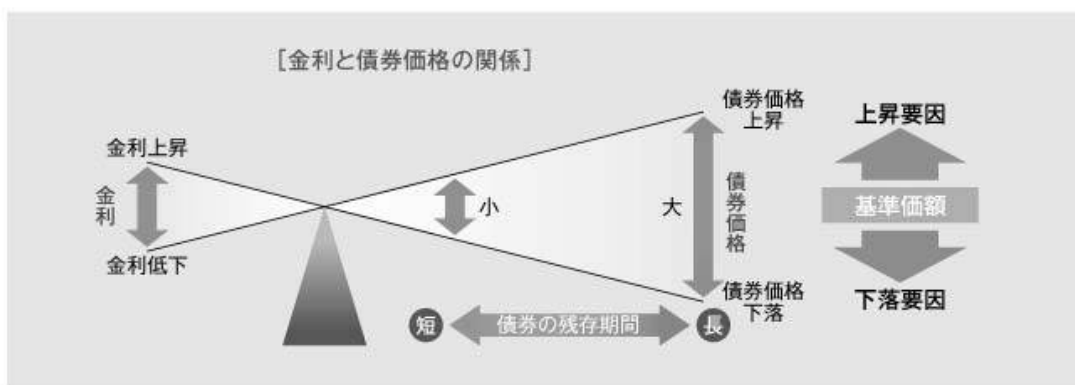 [金利と債券価格の関係]
金利上昇
金利
金利低下
小
大
債券価格
上昇
債券価格
債券価格
下落
短
債券の残存期間
長
上昇要因
基準価額
下落要因